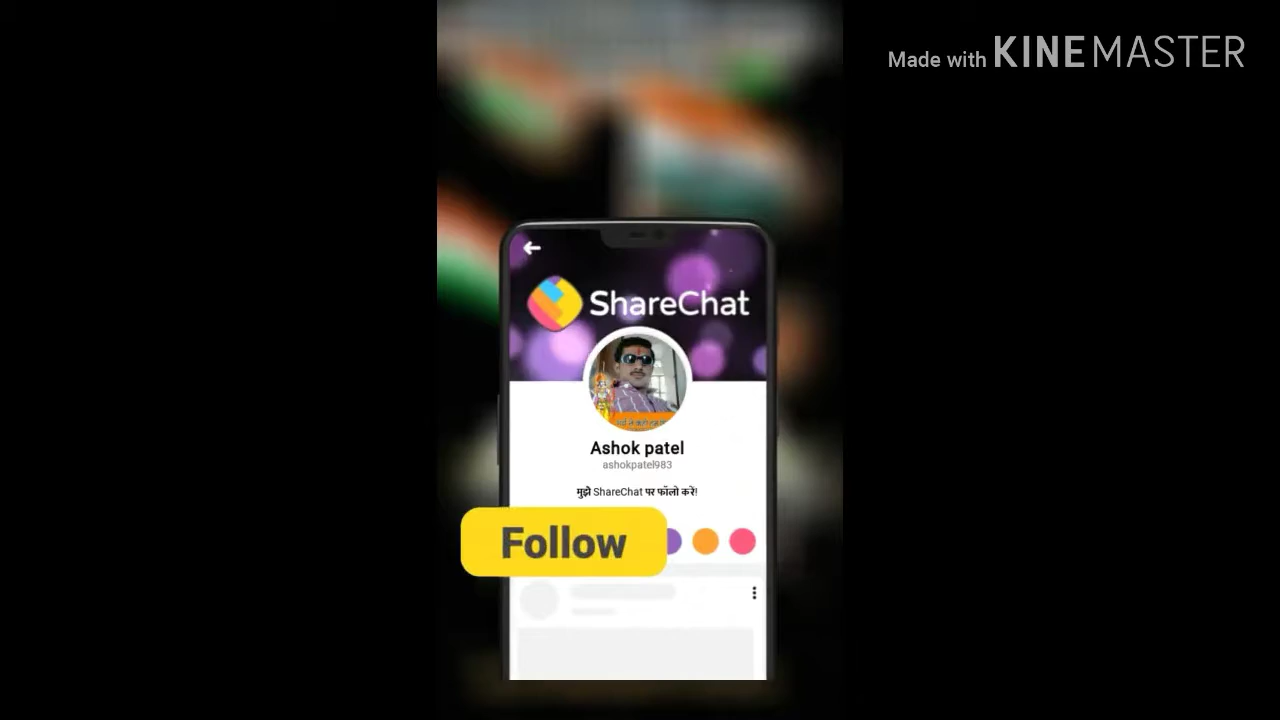 Made with KINEMASTER
ShareChat
Ashok patel
ashokpatel983
मुझे ShareChat पर फॉलो करें!
Follow